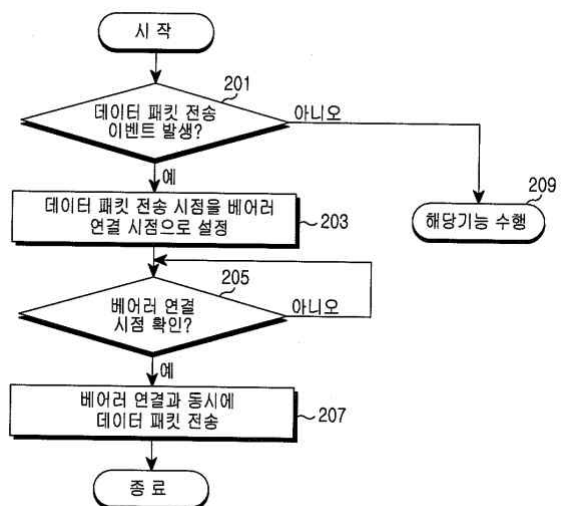 시 작
201
데이터 패킷 전송
이벤트 발생?
아니오
예
209
데이터 패킷 전송 시점을 베어러
연결 시점으로 설정
203
해당기능 수행
205
베어러 연결
시점 확인?
아니오
예
베어러 연결과 동시에
데이터 패킷 전송
207
종 료